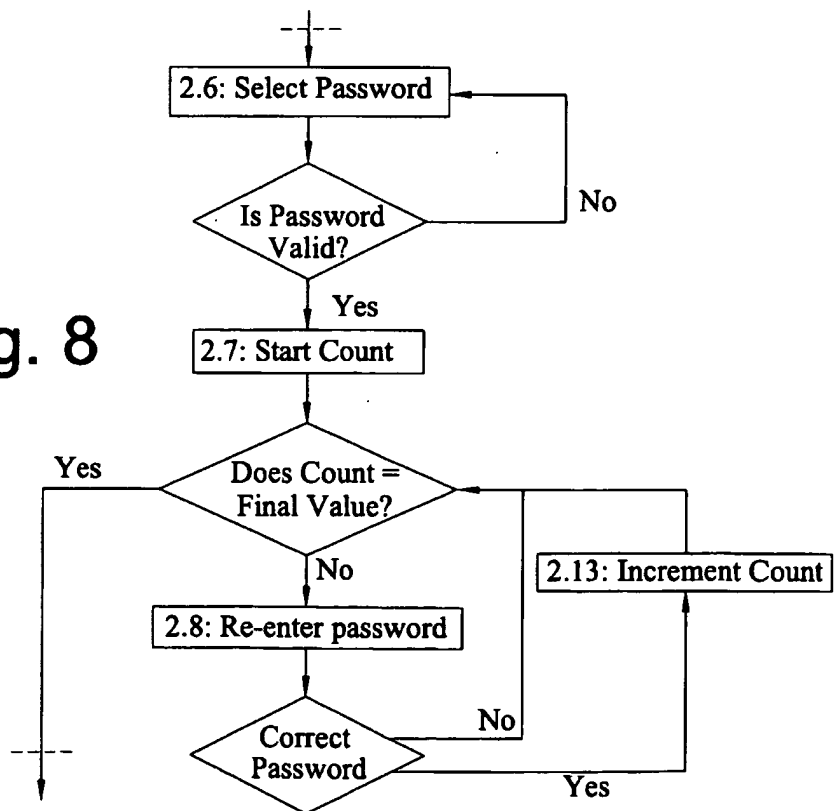 2.6: Select Password
No
Is Password
Valid?
Yes
g. 8
2.7: Start Count
Yes
Does Count =
Final Value?
No
2.13: Increment Count
2.8: Re-enter password
No
Correct
Password
Yes